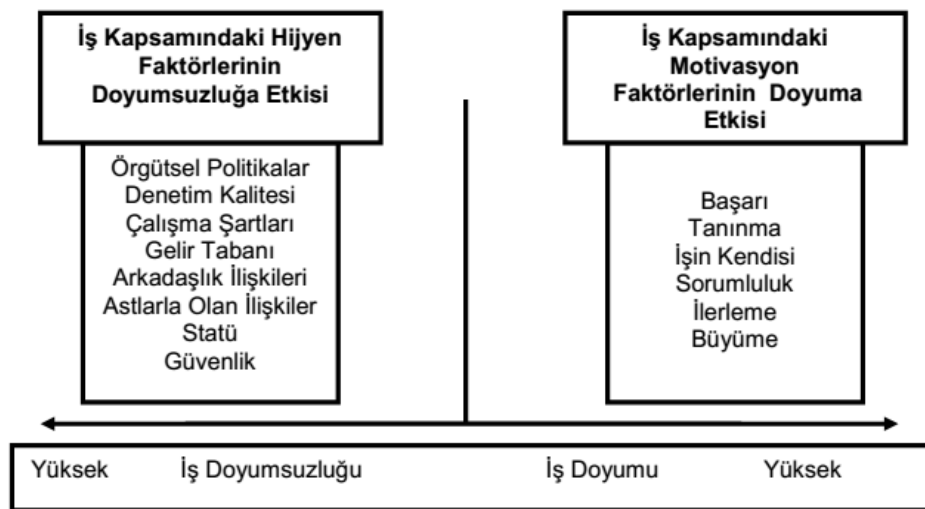 İş Kapsamındaki Hijyen
Faktörlerinin
Doyumsuzluğa Etkisi
Örgütsel Politikalar
Denetim Kalitesi
Çalışma Şartları
Gelir Tabanı
Arkadaşlık İlişkileri
Astlarla Olan İlişkiler
Statü
Güvenlik
İş Kapsamındaki
Motivasyon
Faktörlerinin Doyuma
Etkisi
Başarı
Tanınma
İşin Kendisi
Sorumluluk
İlerleme
Büyüme
Yüksek İş Doyumsuzluğu İş Doyumu Yüksek